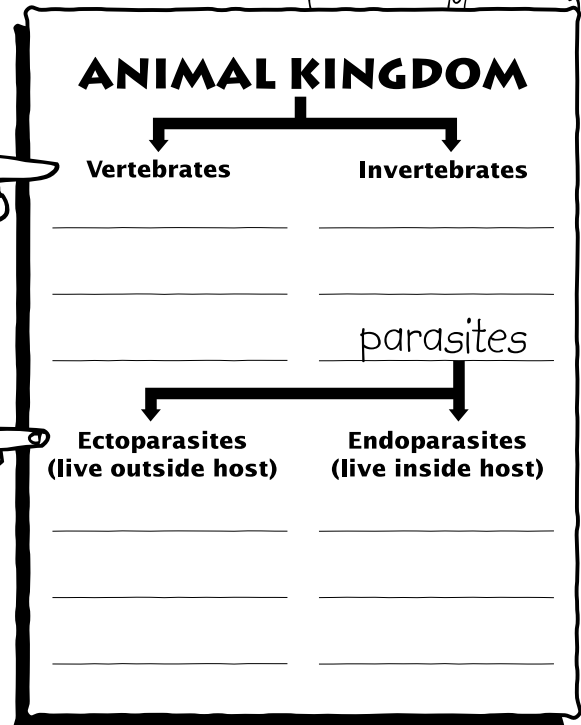 ANIMAL KINGDOM
Vertebrates
Invertebrates
parasites
Ectoparasites
(live outside host)
Endoparasites
(live inside host)